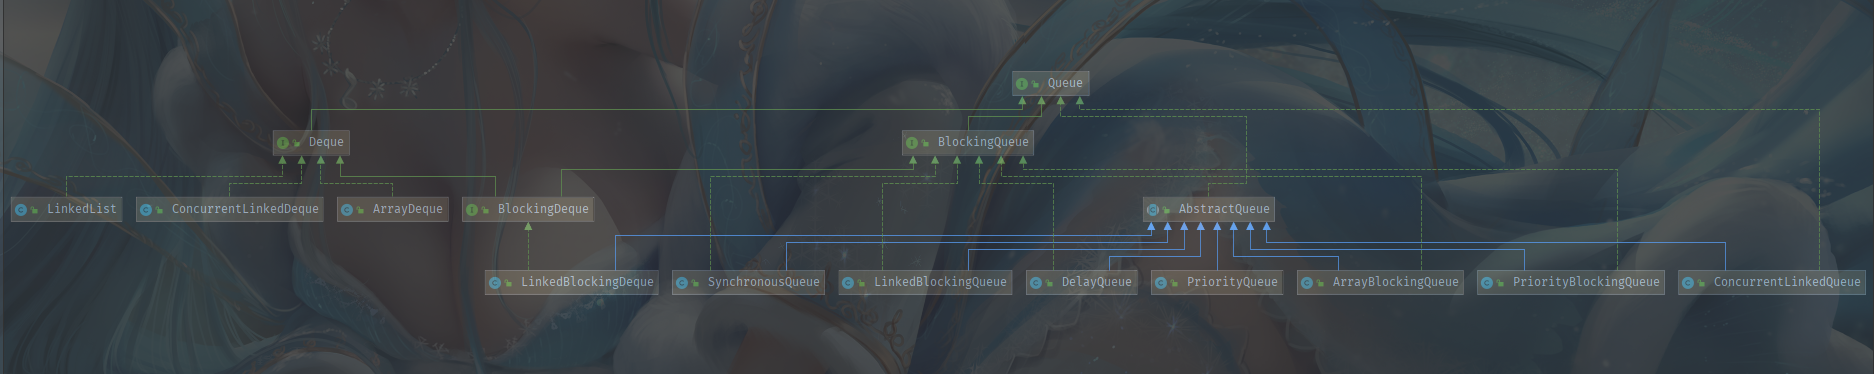 Queue
Deque
BlockingQueue
LinkedList
ConcurrentLinkedDeque
ArrayDeque
BlockingDeque
AbstractQueue
LinkedBlockingDeque
SynchronousQueue
LinkedBlockingQueue
DelayQueue
PriorityQueue
ArrayBlockingQueue
PriorityBlockingQueue
ConcurrentLinkedQueue